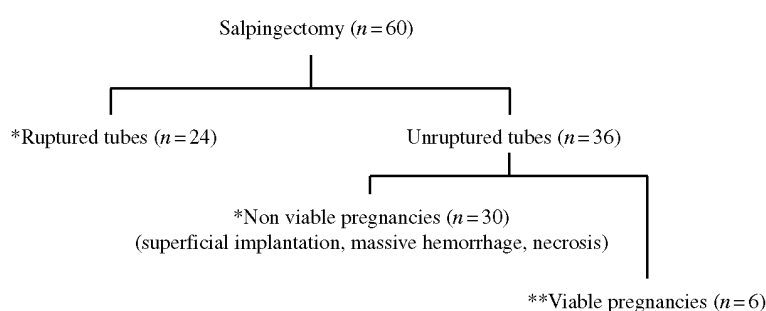 Salpingectomy (n=60)
*Ruptured tubes (n=24)
Unruptured tubes (n=36)
*Non viable pregnancies (n=30)
(superficial implantation, massive hemorrhage, necrosis)
**Viable pregnancies (n=6)